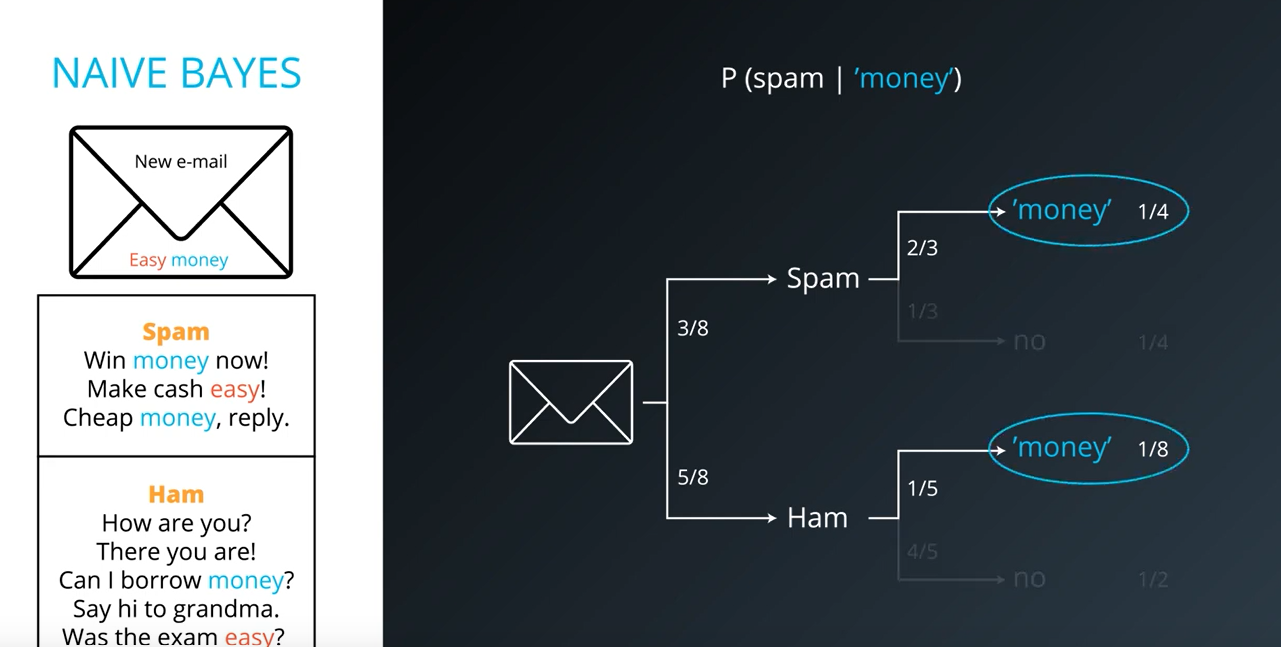 NAIVE BAYES
New e-mail
Easy money
Spam
Win money now!
Make cash easy!
Cheap money, reply.
Ham
How are you?
There you are!
Can I borrow money?
Say hi to grandma.
Was the exam easy?
P (spam | ’money’)
’money’ 1/4
2/3
Spam
1/3
3/8
no 1/4
’money’ 1/8
5/8
1/5
Ham
4/5
no 1/2